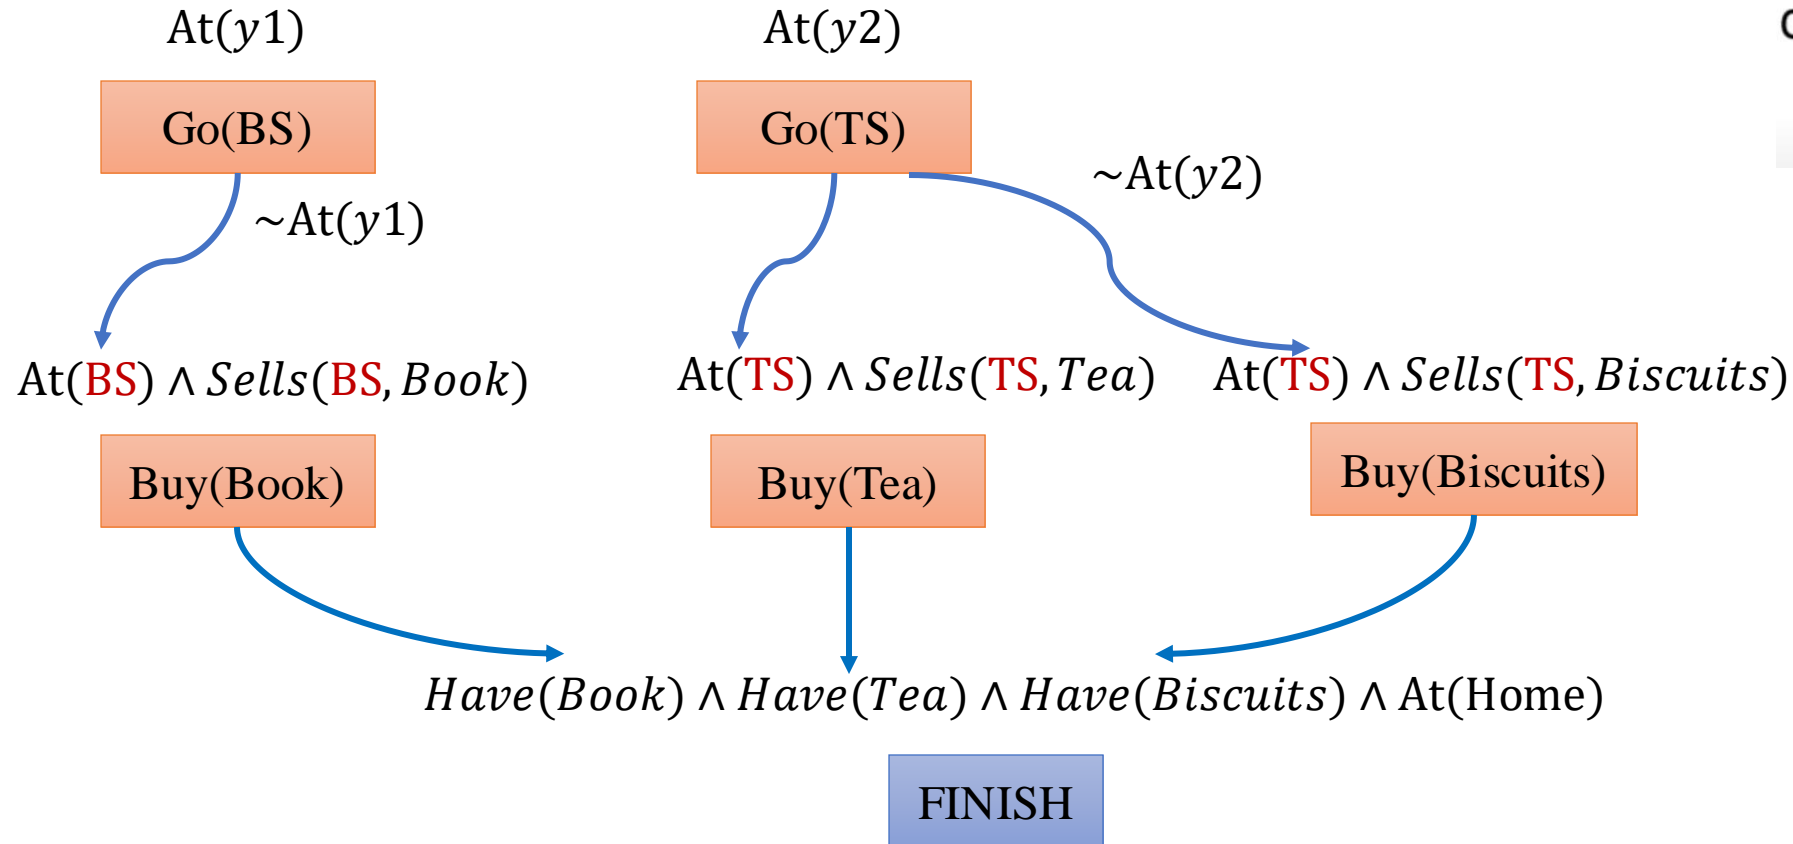 At(y1) At(y2)
Go(BS) Go(TS)
~At(y2)
~At(y1)
At(BS) ∧ Sells(BS, Book) At(TS) ∧ Sells(TS, Tea) At(TS) ∧ Sells(TS, Biscuits)
Buy(Book) Buy(Tea) Buy(Biscuits)
Have(Book) ∧ Have(Tea) ∧ Have(Biscuits) ∧ At(Home)
FINISH